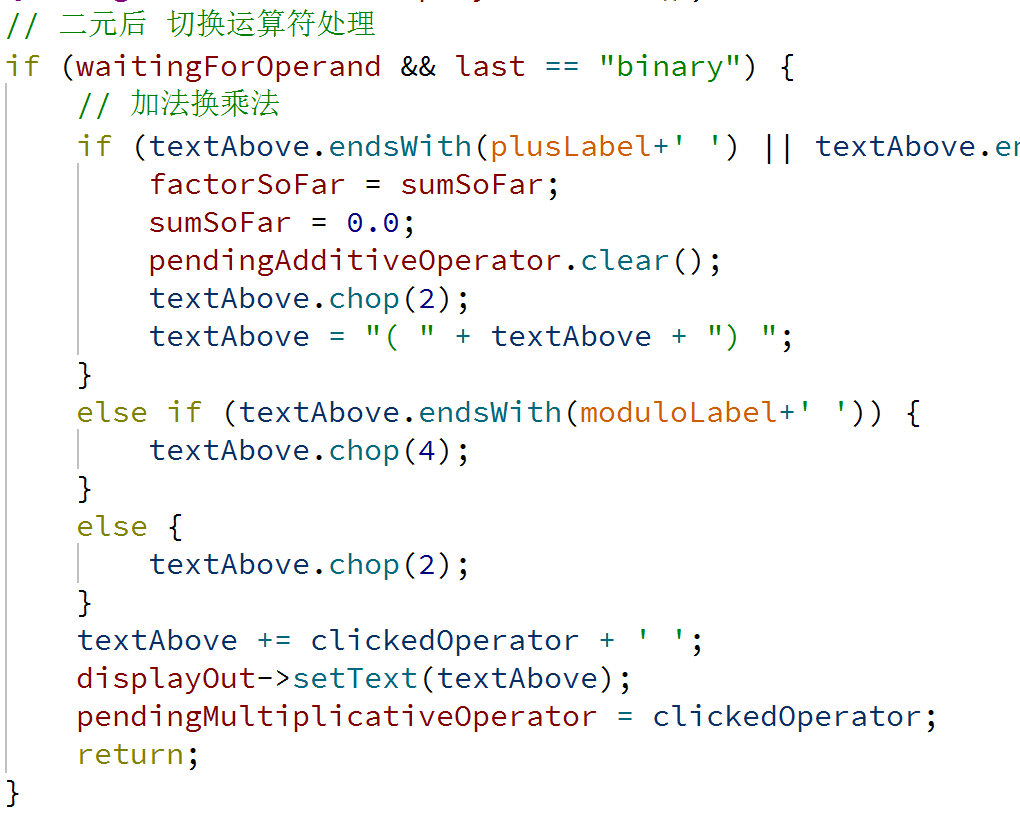 // 二元后 切换运算符处理
if (waitingForOperand && last == "binary") {
// 加法换乘法
if (textAbove.endsWith(plusLabel+' ') || textAbove.
factorSoFar = sumSoFar;
sumSoFar = 0.0;
pendingAdditiveOperator.clear();
textAbove.chop(2);
textAbove = "( " + textAbove + ") ";
}
else if (textAbove.endsWith(moduloLabel+' ')) {
textAbove.chop(4);
}
else {
textAbove.chop(2);
}
textAbove += clickedOperator + ' ';
displayOut->setText(textAbove);
pendingMultiplicativeOperator = clickedOperator;
return;
}